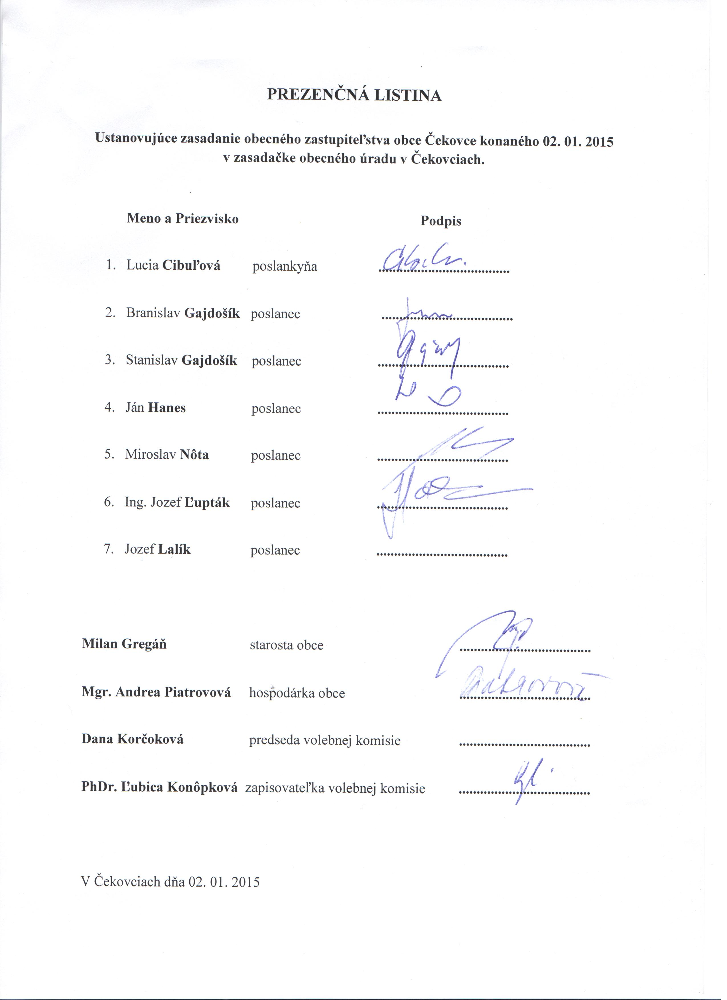 PREZENČNÁ LISTINA
Ustanovujúce zasadanie obecného zastupiteľstva obce Čekovce konaného 02. 01. 2015
v zasadačke obecného úradu v Čekovciach.
Meno a Priezvisko Podpis
1. Lucia Cibuľová poslankyňa ....................................
2. Branislav Gajdošík poslanec ....................................
3. Stanislav Gajdošík poslanec ....................................
4. Ján Hanes poslanec ....................................
5. Miroslav Nôta poslanec ....................................
6. Ing. Jozef Ľupták poslanec ....................................
7. Jozef Lalík poslanec ....................................
Milan Gregáň starosta obce ....................................
Mgr. Andrea Piatrovová hospodárka obce ....................................
Dana Korčoková predseda volebnej komisie ....................................
PhDr. Ľubica Konôpková zapisovateľka volebnej komisie ....................................
V Čekovciach dňa 02. 01. 2015